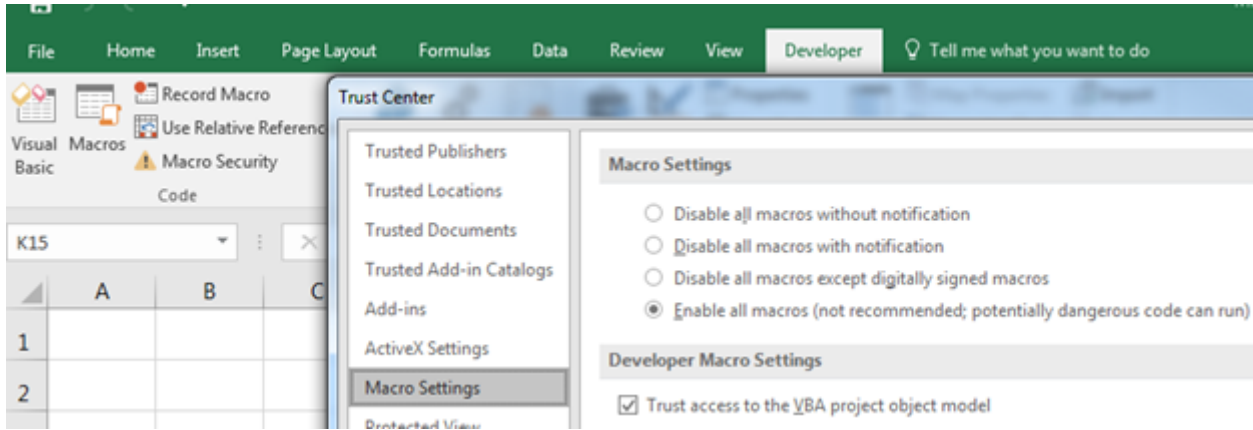 File Home Insert Page Layout Formulas Data Review View Developer Tell me what you want to do
Visual Basic
Macros
Record Macro
Use Relative Referenc
Macro Security
Code
K15
A B C
1
2
Trust Center
Trusted Publishers
Trusted Locations
Trusted Documents
Trusted Add-in Catalogs
Add-ins
ActiveX Settings
Macro Settings
Protected View
Macro Settings
Disable all macros without notification
Disable all macros with notification
Disable all macros except digitally signed macros
Enable all macros (not recommended; potentially dangerous code can run)
Developer Macro Settings
Trust access to the VBA project object model